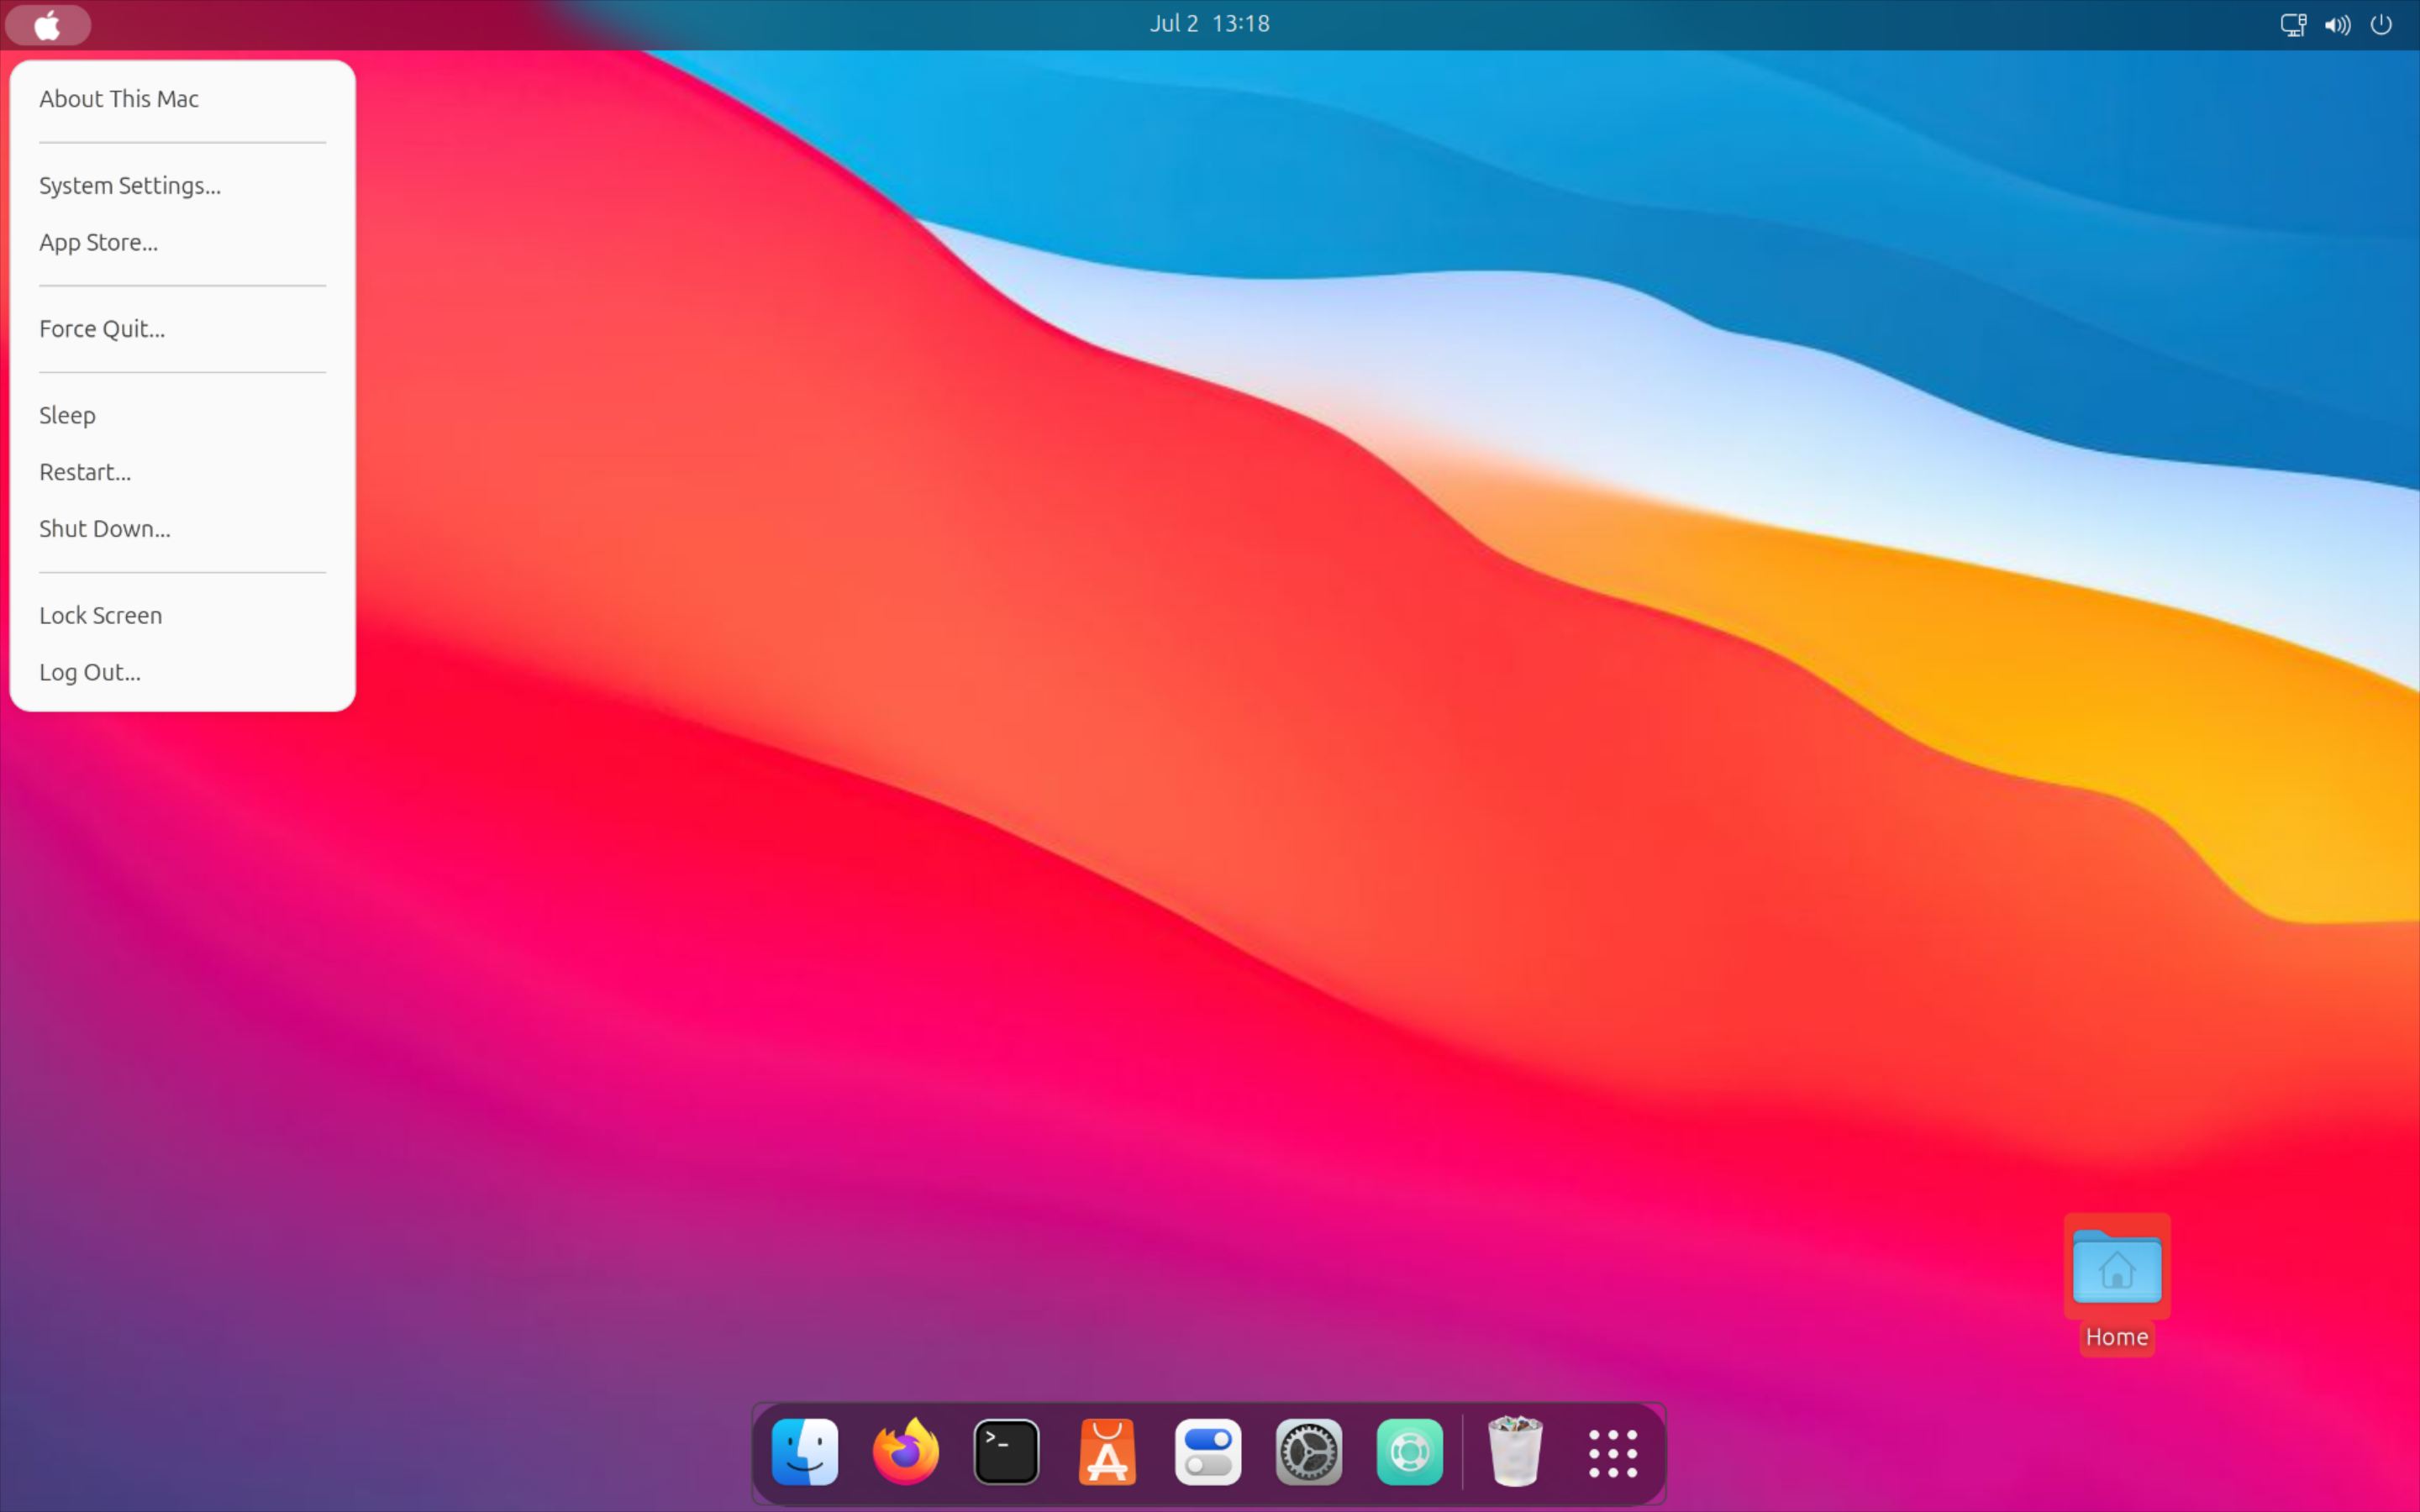 Jul 2 13:18
About This Mac
System Settings...
App Store...
Force Quit...
Sleep
Restart...
Shut Down...
Lock Screen
Log Out...
Home
>_